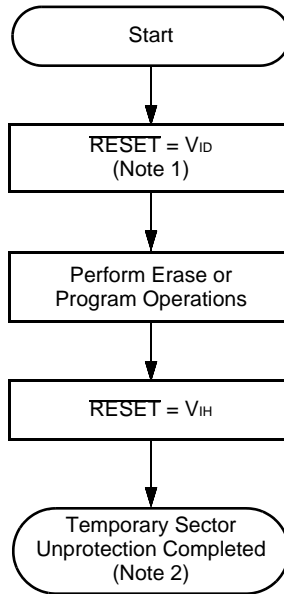 Start
RESET = VID
(Note 1)
Perform Erase or
Program Operations
RESET = VIH
Temporary Sector
Unprotection Completed
(Note 2)